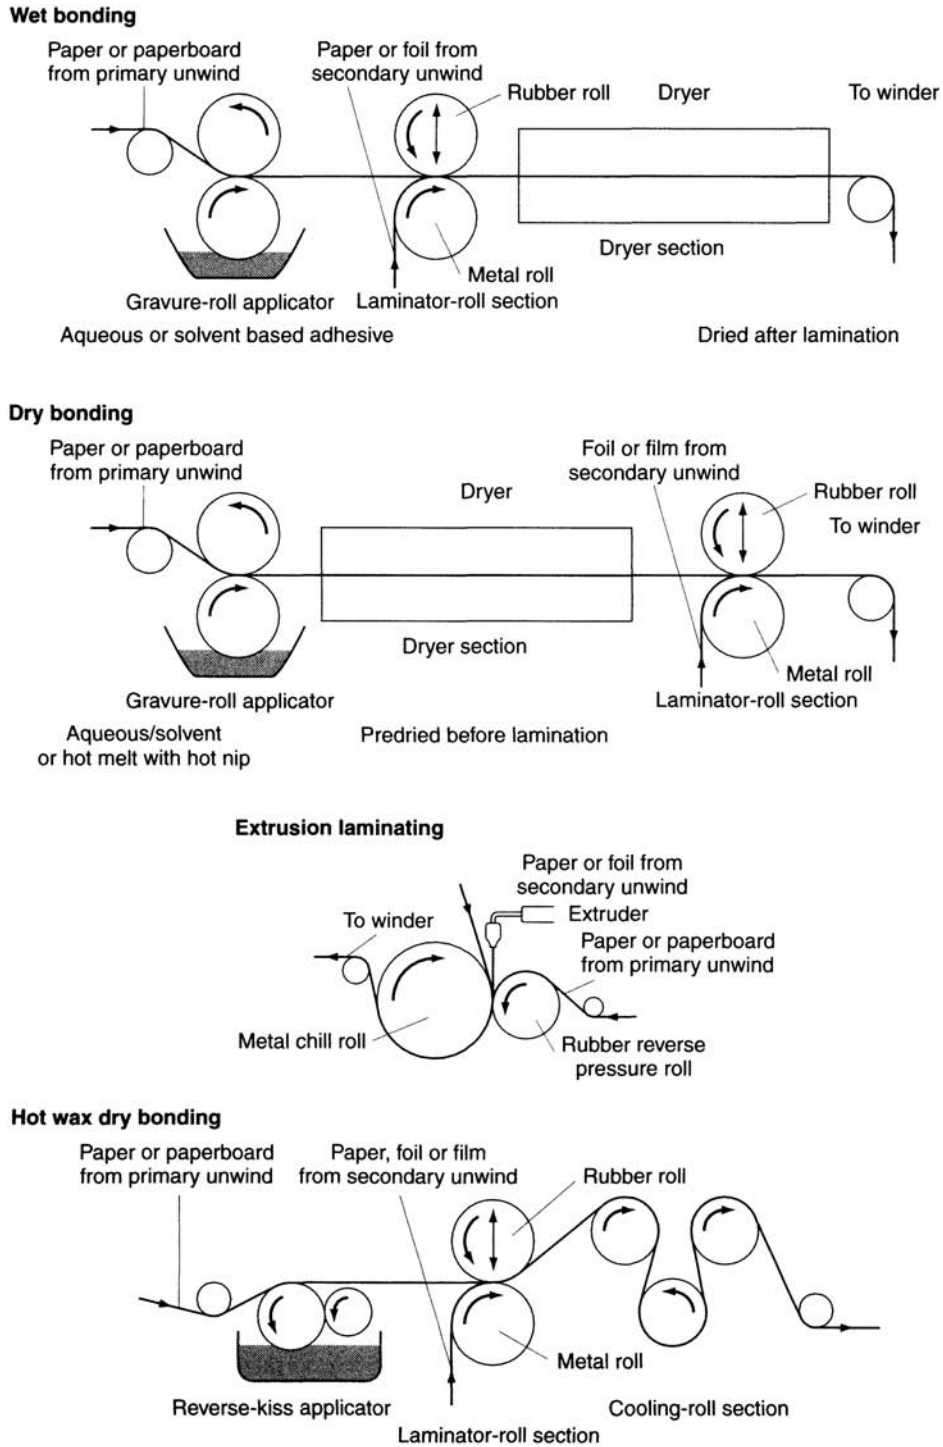 Wet bonding
Paper or paperboard
from primary unwind
Paper or foil from
secondary unwind
Rubber roll
Dryer
To winder
Dryer section
Metal roll
Gravure-roll applicator
Laminator-roll section
Aqueous or solvent based adhesive
Dried after lamination
Dry bonding
Paper or paperboard
from primary unwind
Dryer
Foil or film from
secondary unwind
Rubber roll
To winder
Dryer section
Metal roll
Gravure-roll applicator
Laminator-roll section
Aqueous/solvent
or hot melt with hot nip
Predried before lamination
Extrusion laminating
Paper or foil from
secondary unwind
To winder
Extruder
Paper or paperboard
from primary unwind
Metal chill roll
Rubber reverse
pressure roll
Hot wax dry bonding
Paper or paperboard
from primary unwind
Paper, foil or film
from secondary unwind
Rubber roll
Metal roll
Reverse-kiss applicator
Cooling-roll section
Laminator-roll section